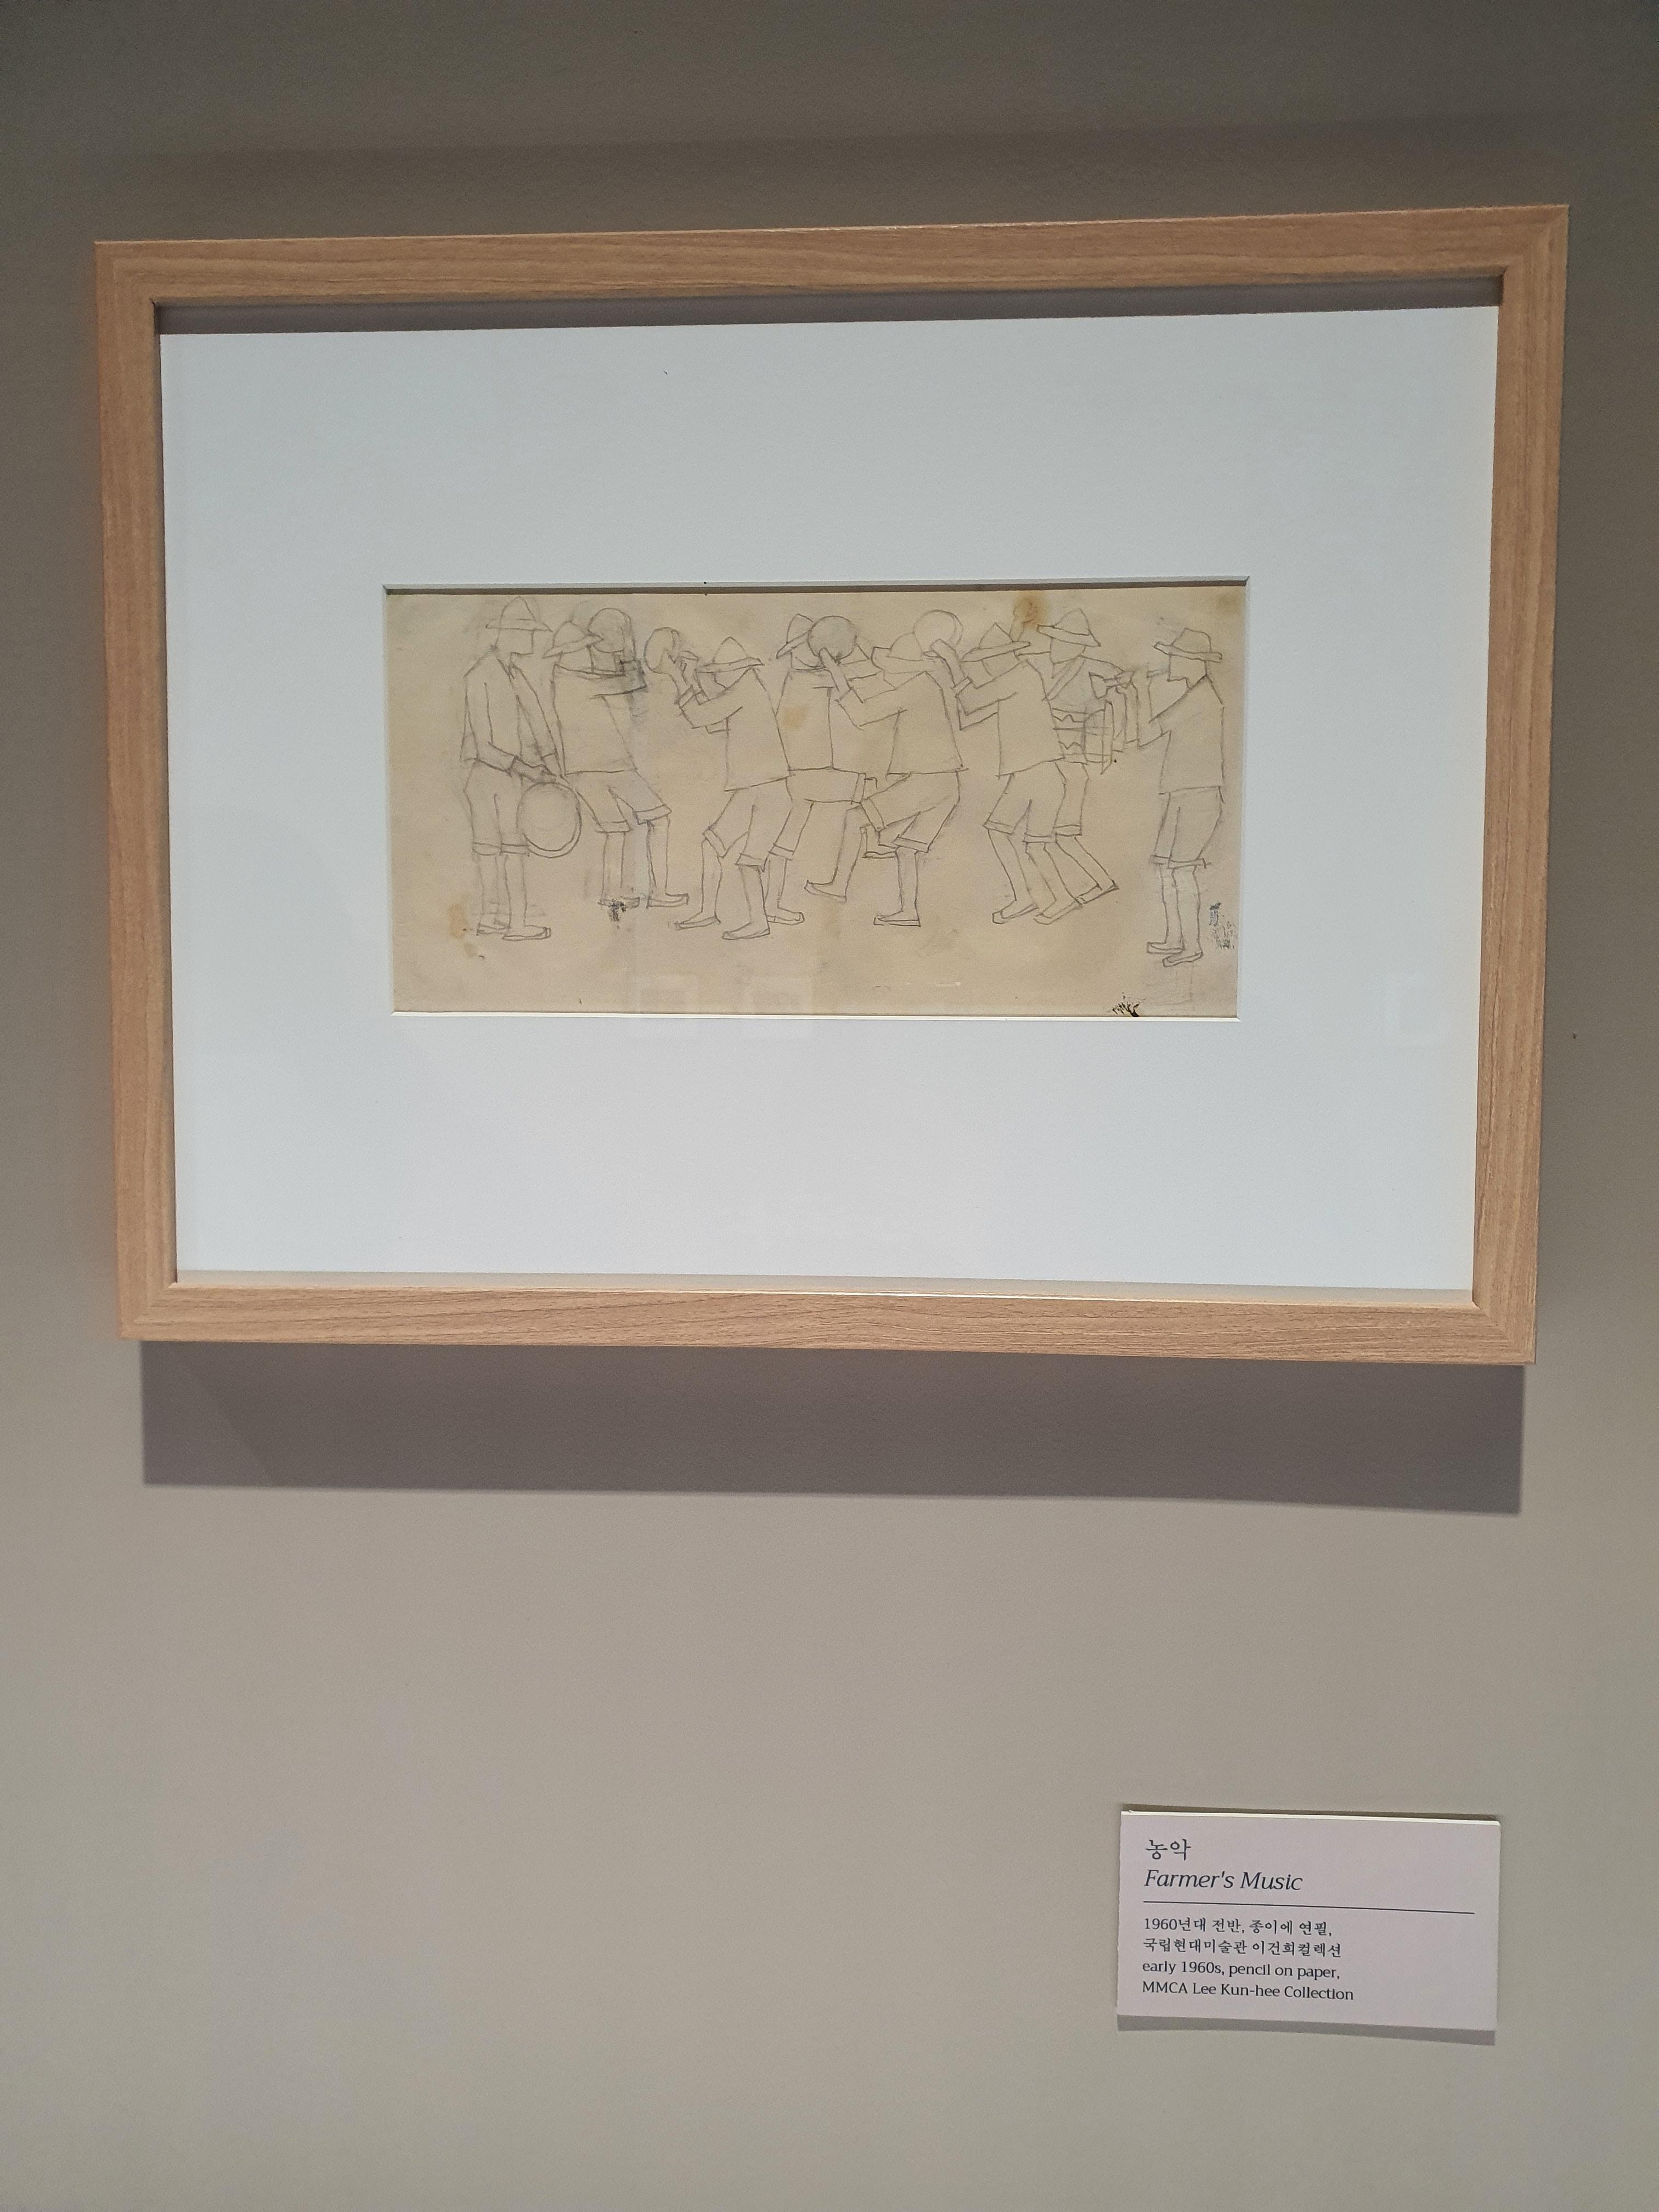 농악
Farmer's Music
1960년대 전반, 종이에 연필,
국립현대미술관 이건희컬렉션
early 1960s, pencil on paper,
MMCA Lee Kun-hee Collection